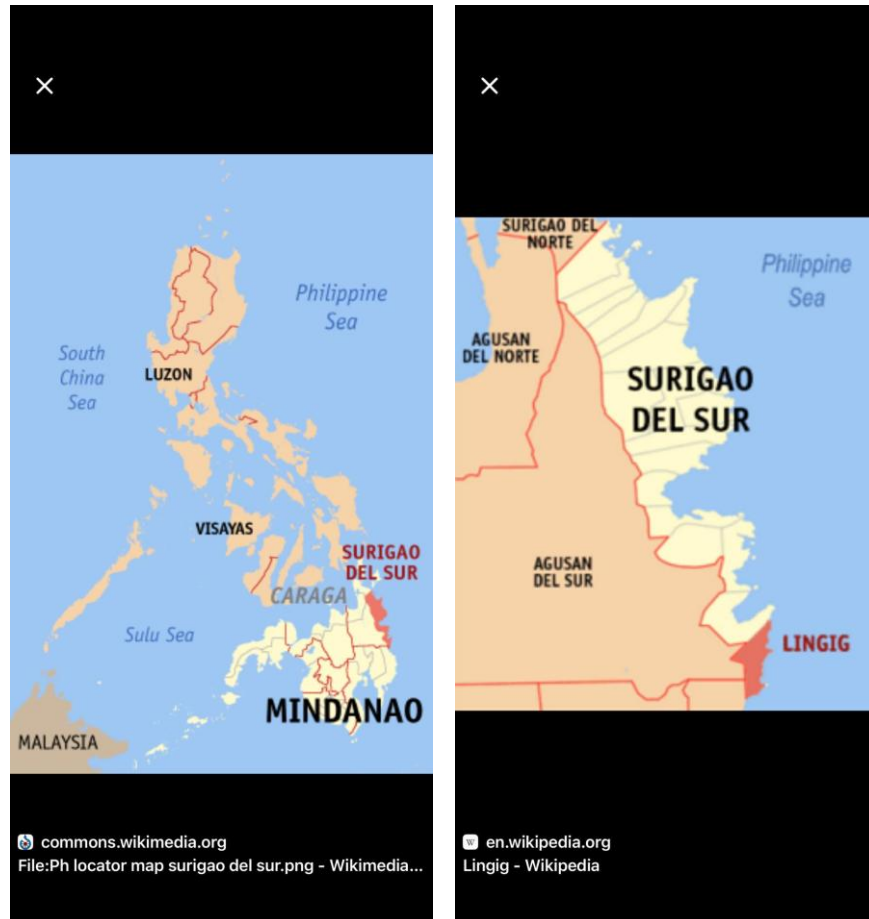 Philippine
Sea
South
China
Sea
LUZON
VISAYAS
SURIGAO
DEL SUR
CARAGA
Sulu Sea
MINDANAO
MALAYSIA
commons.wikimedia.org
File:Ph locator map surigao del sur.png - Wikimedia...
SURIGAO DEL
NORTE
Philippine
Sea
AGUSAN
DEL NORTE
SURIGAO
DEL SUR
AGUSAN
DEL SUR
LINGIG
W
en.wikipedia.org
Lingig - Wikipedia